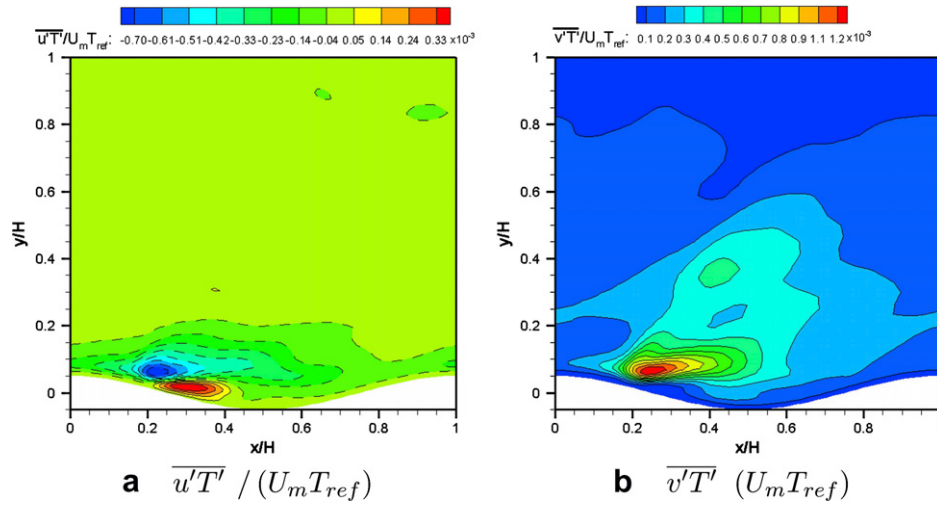 u'T'/UmTref: -0.70-0.61-0.51-0.42-0.33-0.23-0.14-0.04 0.05 0.14 0.24 0.33 x10⁻³
v'T'/UmTref: 0.1 0.2 0.3 0.4 0.5 0.6 0.7 0.8 0.9 1.1 1.2 x10⁻³
1
0.8
0.6
0.4
0.2
0
y/H
0 0.2 0.4 0.6 0.8 1
x/H
1
0.8
0.6
0.4
0.2
0
y/H
0 0.2 0.4 0.6 0.8
x/H
a u'T' / (UmTref)
b v'T' (UmTref)